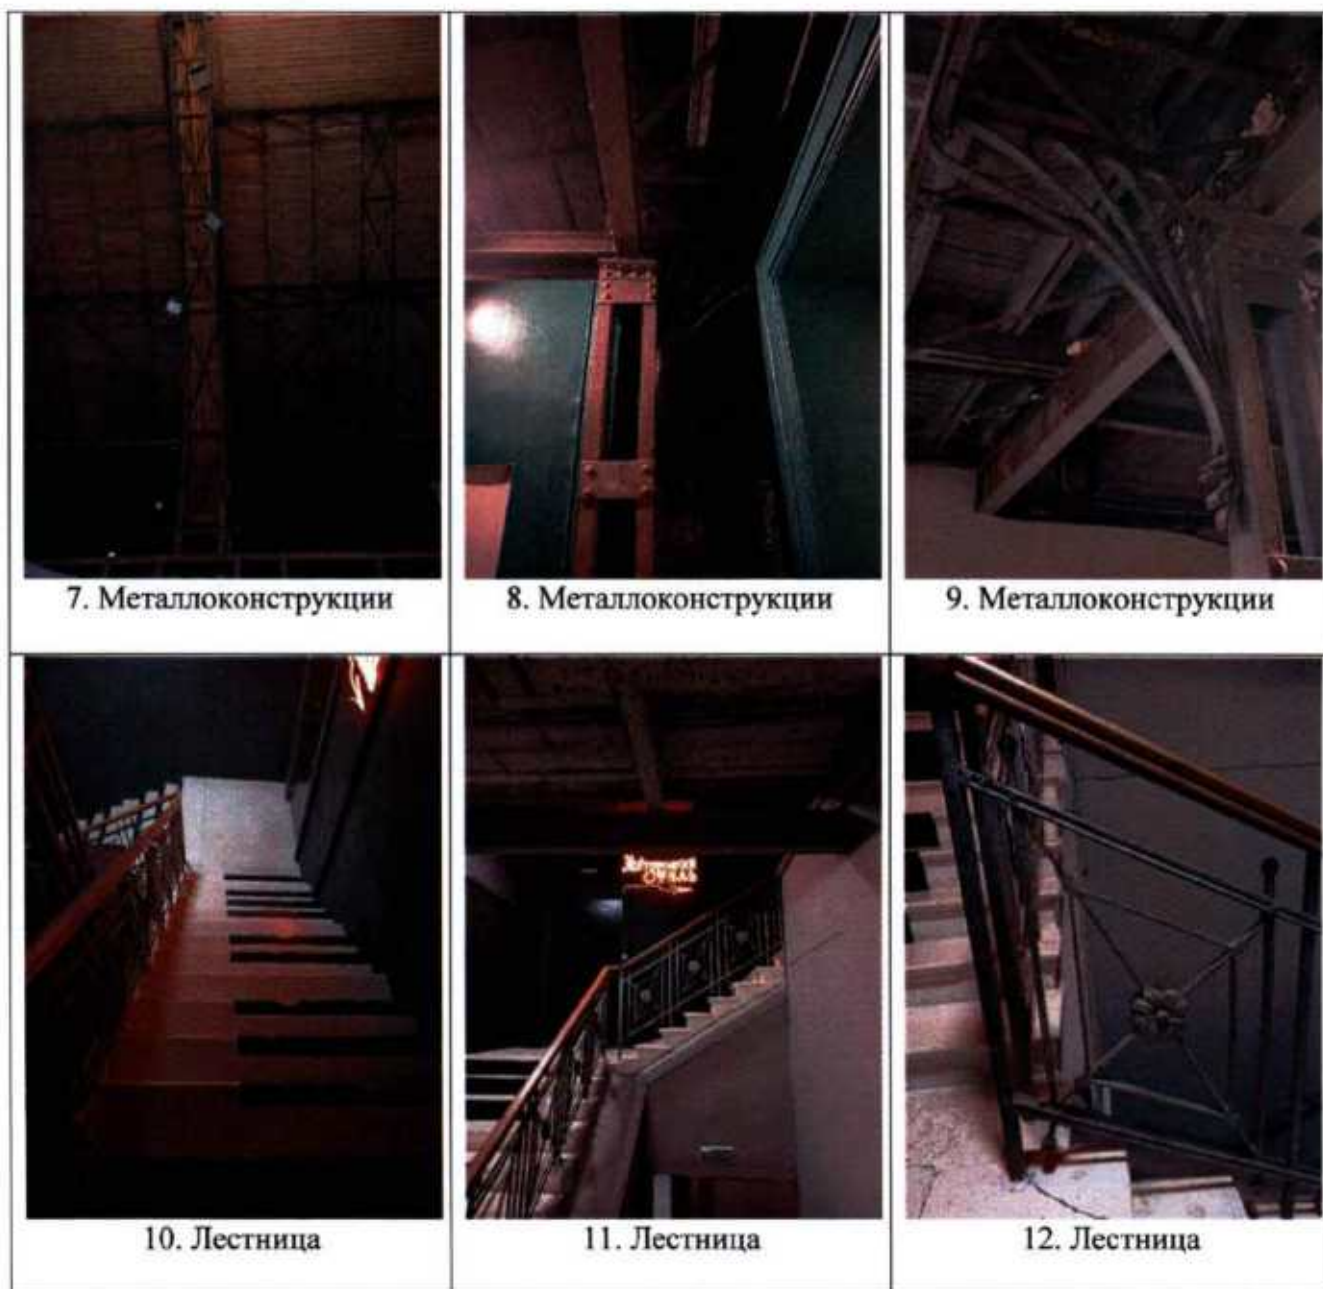 7. Металлоконструкции
8. Металлоконструкции
9. Металлоконструкции
10. Лестница
11. Лестница
12. Лестница